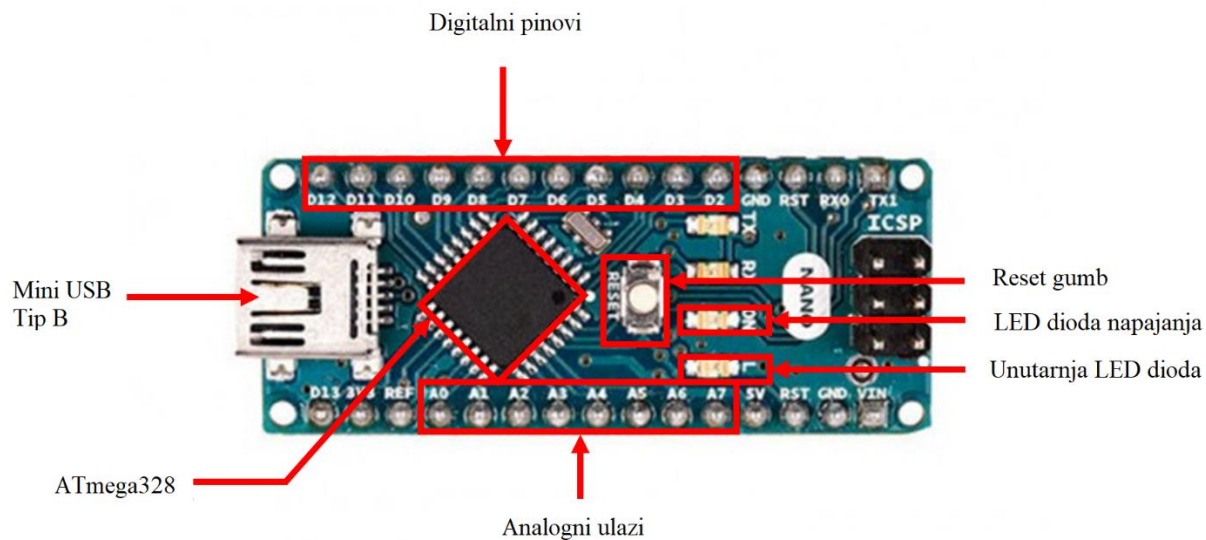 Digitalni pinovi
D12 D11 D10 D9 D8 D7 D6 D5 D4 D3 D2 GND RST RX0 TX1
ICSP
TX
RX
RESET
NANO
ON
L
Mini USB
Tip B
Reset gumb
LED dioda napajanja
Unutarnja LED dioda
D13 3V3 REF A0 A1 A2 A3 A4 A5 A6 A7 5V RST GND VIN
ATmega328
Analogni ulazi